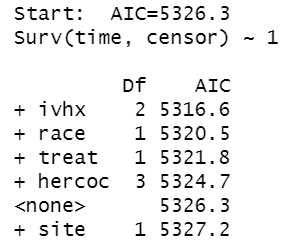 Start:  AIC=5326.3
Surv(time, censor) ~ 1

         Df    AIC
+ ivhx    2 5316.6
+ race    1 5320.5
+ treat   1 5321.8
+ hercoc  3 5324.7
<none>      5326.3
+ site    1 5327.2